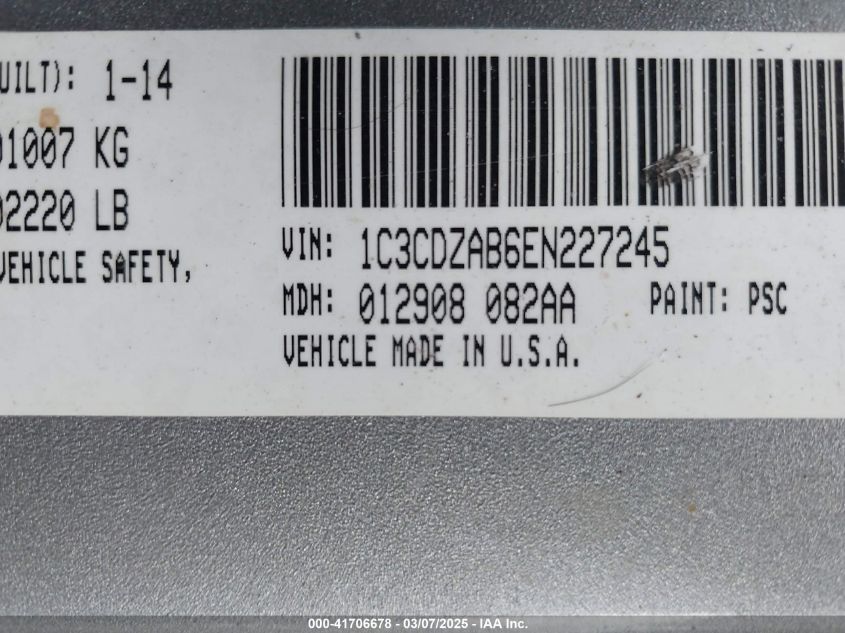 UILT): 1-14
01007 KG
02220 LB
VEHICLE SAFETY,
VIN: 1C3CDZAB6EN227245
MDH: 012908 082AA PAINT: PSC
VEHICLE MADE IN U.S.A.
000-41706678 - 03/07/2025 - IAA Inc.